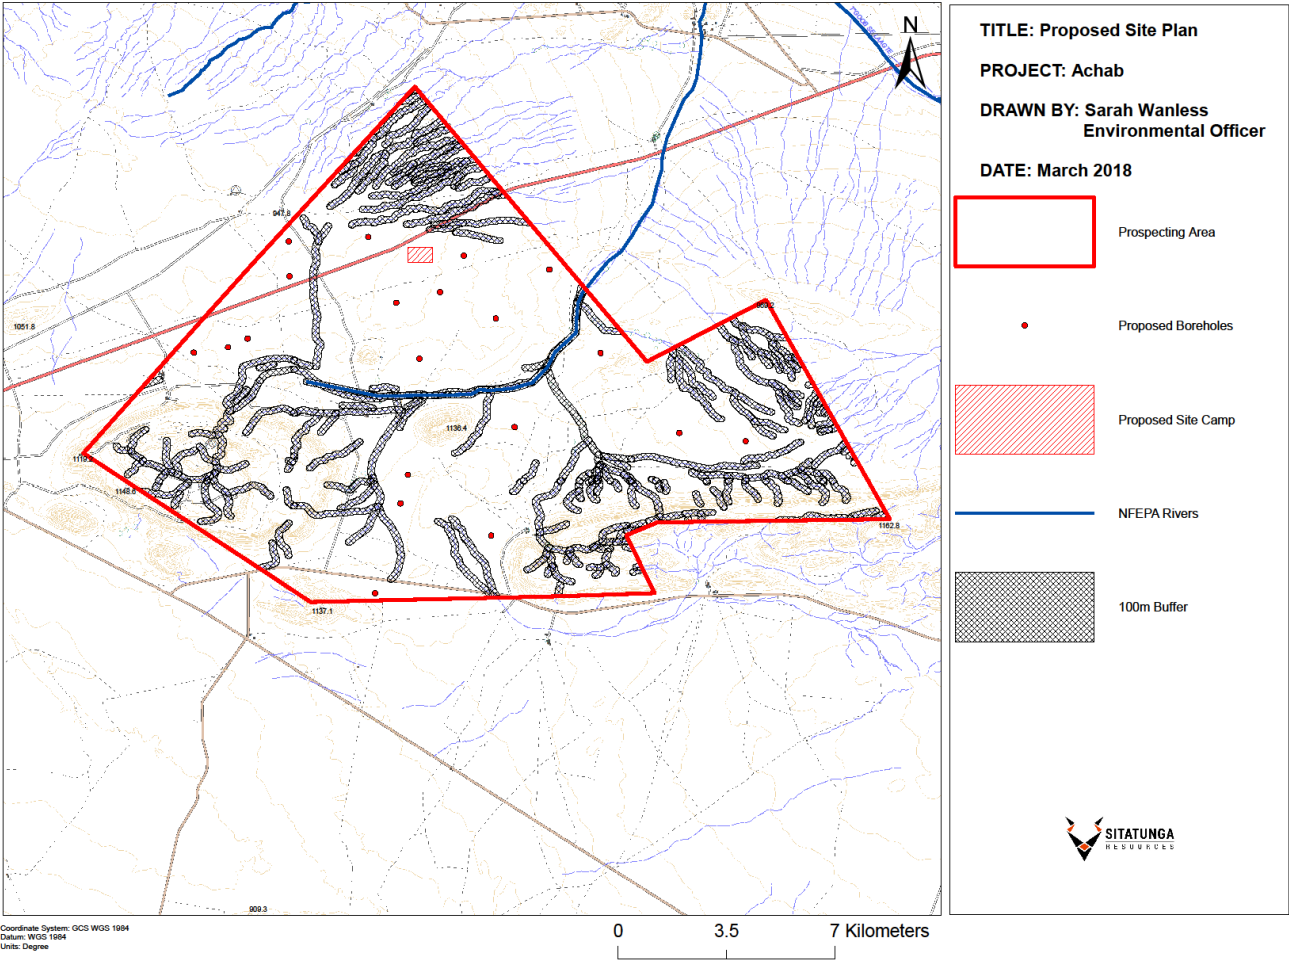 N
947.8
1051.8
1136.4
1148.6
1162.8
1137.1
909.3
TITLE: Proposed Site Plan
PROJECT: Achab
DRAWN BY: Sarah Wanless
Environmental Officer
DATE: March 2018
Prospecting Area
Proposed Boreholes
Proposed Site Camp
NFEPA Rivers
100m Buffer
SITATUNGA
RESOURCES
Coordinate System: GCS WGS 1984
Datum: WGS 1984
Units: Degree
0 3.5 7 Kilometers